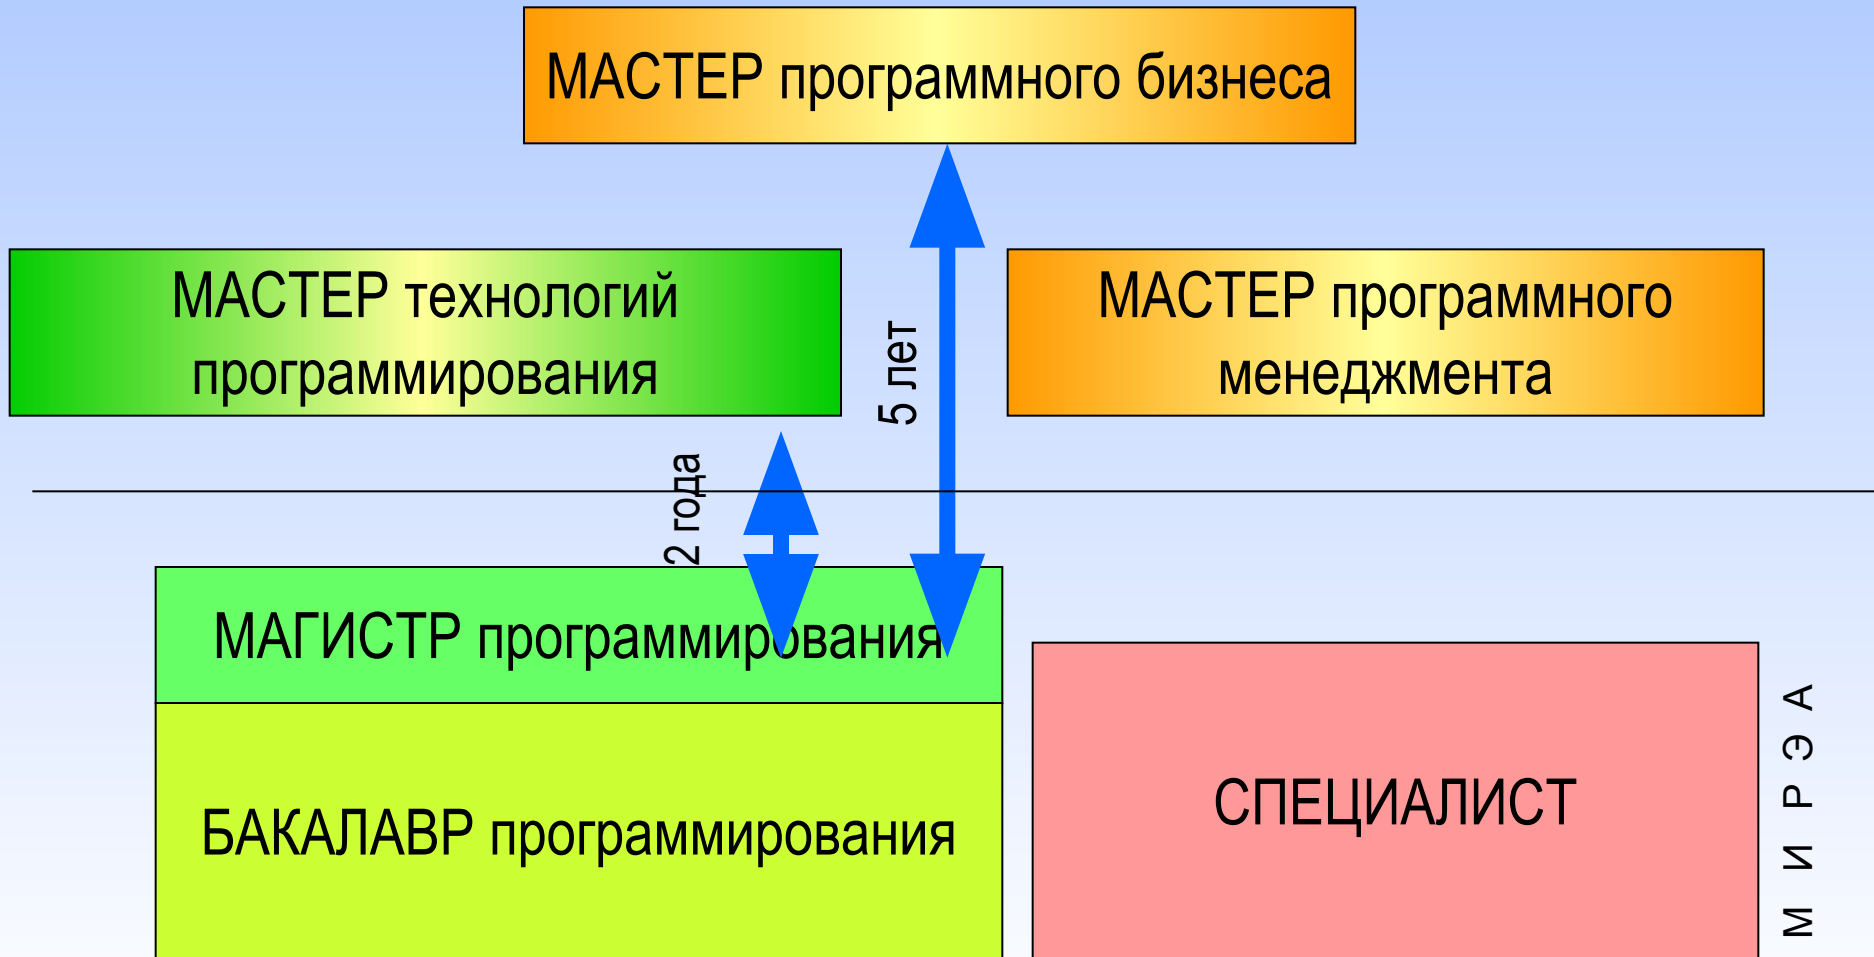 МАСТЕР программного бизнеса
МАСТЕР технологий
программирования
5 лет
МАСТЕР программного
менеджмента
2 года
МАГИСТР программирования
БАКАЛАВР программирования
СПЕЦИАЛИСТ
М И Р Э А